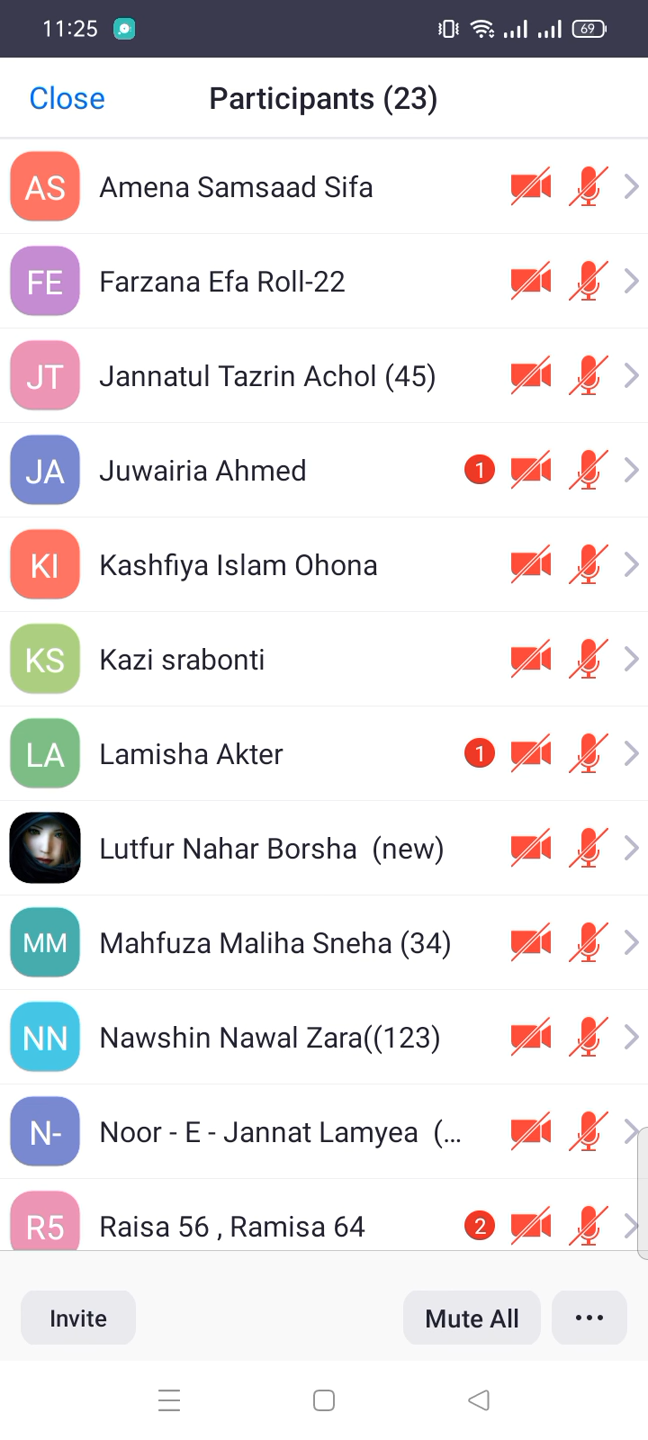 11:25
69
Close
Participants (23)
AS Amena Samsaad Sifa
FE Farzana Efa Roll-22
JT Jannatul Tazrin Achol (45)
JA Juwairia Ahmed 1
KI Kashfiya Islam Ohona
KS Kazi srabonti
LA Lamisha Akter 1
Lutfur Nahar Borsha (new)
MM Mahfuza Maliha Sneha (34)
NN Nawshin Nawal Zara((123)
N- Noor - E - Jannat Lamyea (...
R5 Raisa 56 , Ramisa 64 2
Invite
Mute All